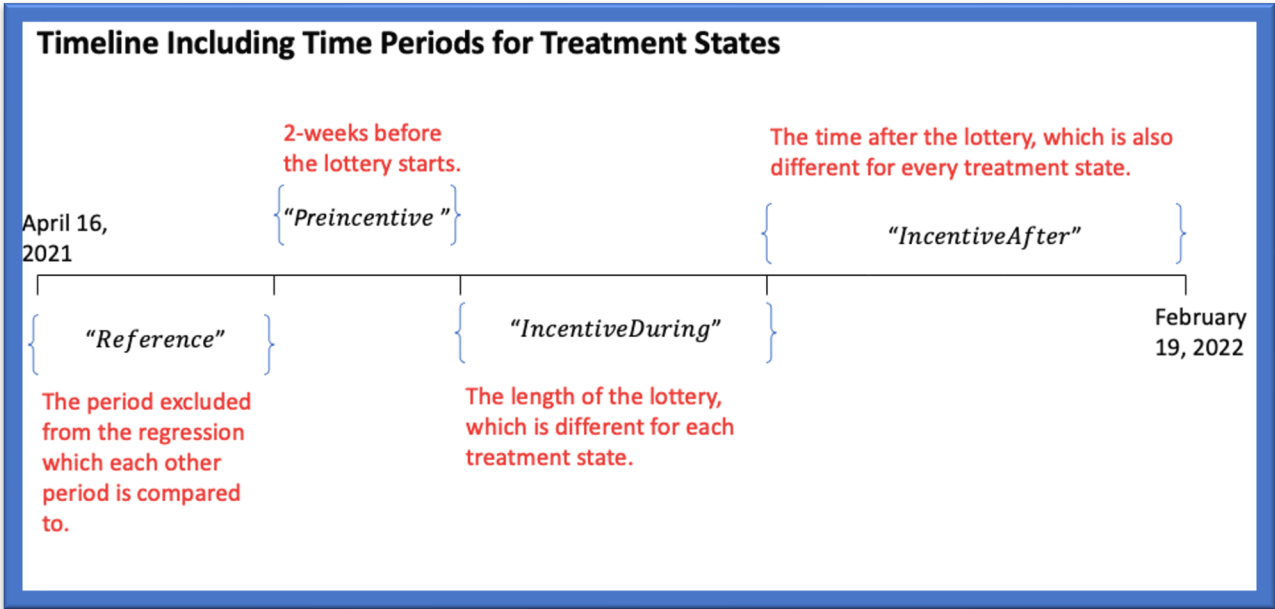 Timeline Including Time Periods for Treatment States
2-weeks before
the lottery starts.
The time after the lottery, which is also
different for every treatment state.
April 16,
2021
“Preincentive ”
“IncentiveAfter”
“Reference”
“IncentiveDuring”
February
19, 2022
The period excluded
from the regression
which each other
period is compared
to.
The length of the lottery,
which is different for each
treatment state.